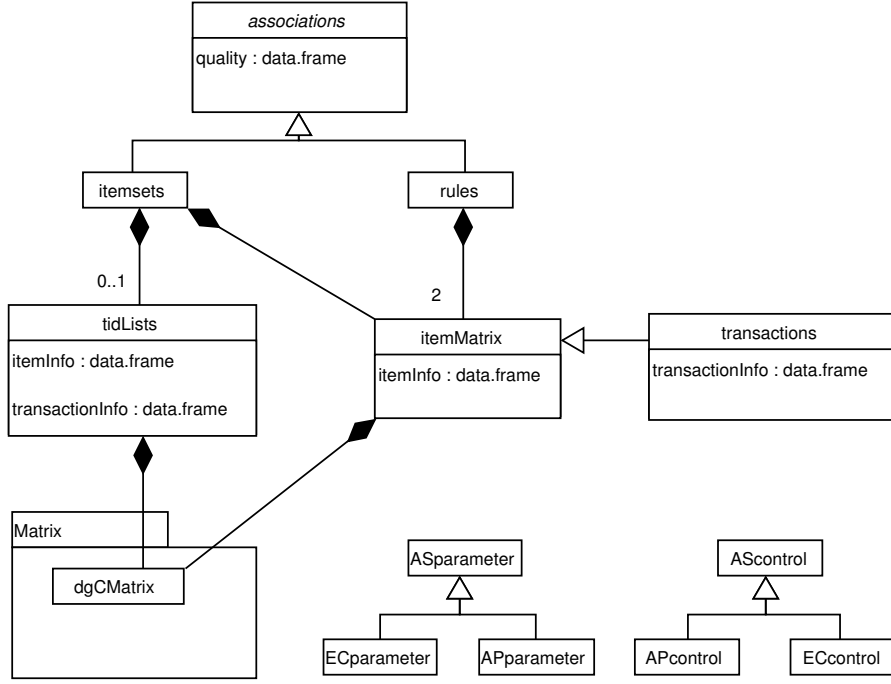 associations
quality : data.frame
itemsets
rules
0..1
2
tidLists
itemInfo : data.frame
transactionInfo : data.frame
itemMatrix
itemInfo : data.frame
transactions
transactionInfo : data.frame
Matrix
dgCMatrix
ASparameter
ECparameter
APparameter
AScontrol
APcontrol
ECcontrol